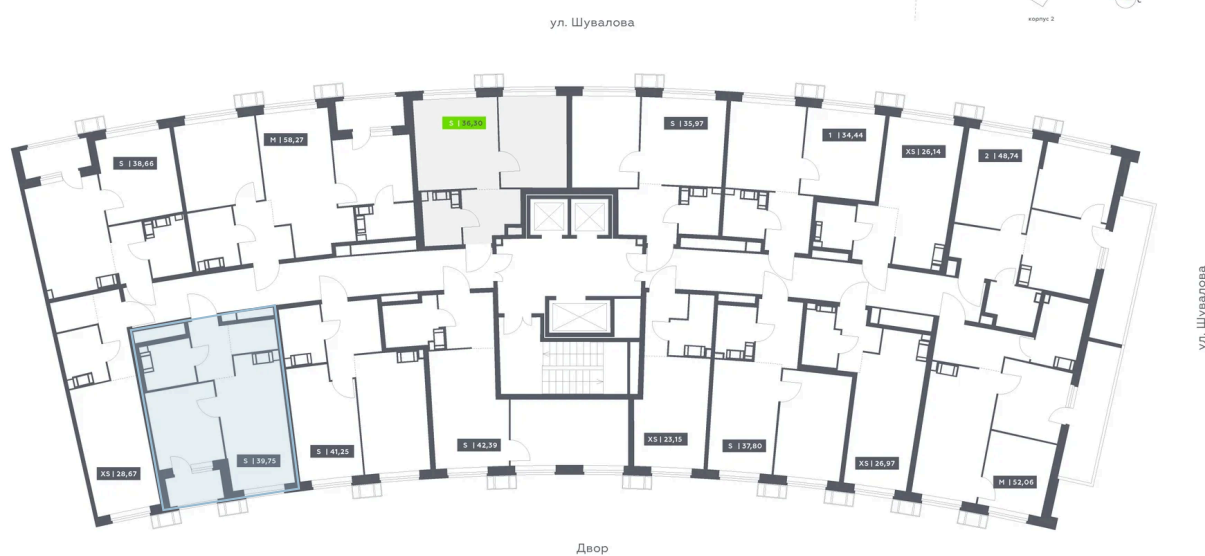 корпус 2
ул. Шувалова
S | 36,30
S | 35,97
1 | 34,44
M | 58,27
XS | 26,14
2 | 48,74
S | 38,66
ул. Шувалова
S | 42,39
XS | 23,15
S | 37,80
S | 41,25
S | 39,75
XS | 26,97
XS | 28,67
M | 52,06
Двор